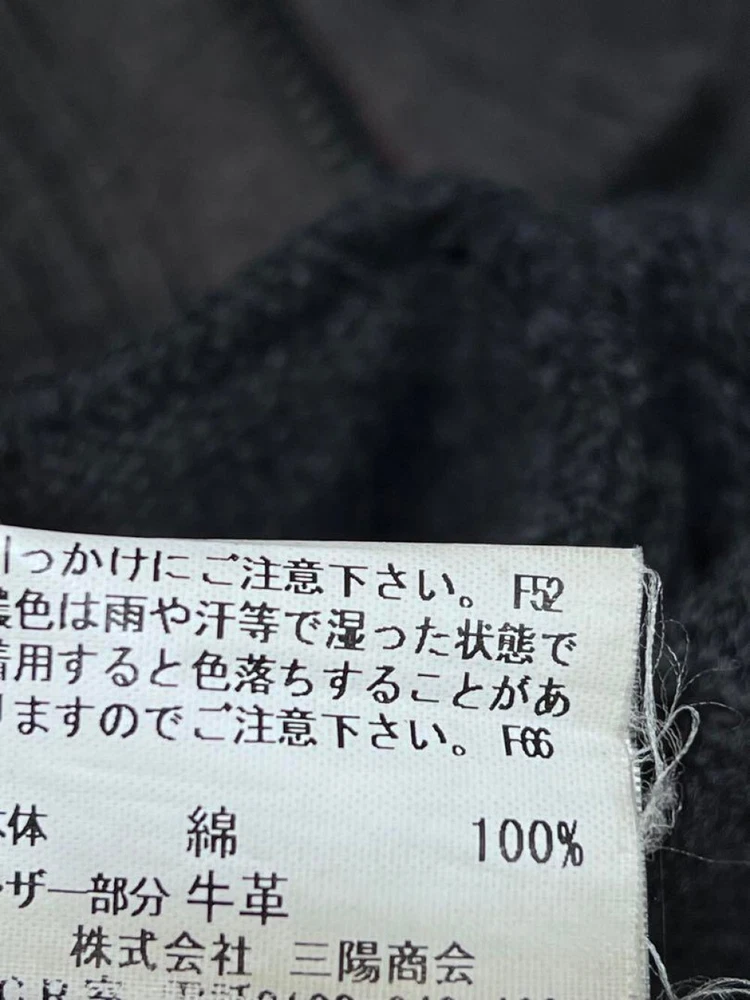 っかけにご注意下さい。 F52
色は雨や汗等で湿った状態で
着用すると色落ちすることがあ
りますのでご注意下さい。 F66
本体 綿 100%
ザー部分 牛革
株式会社 三陽商会